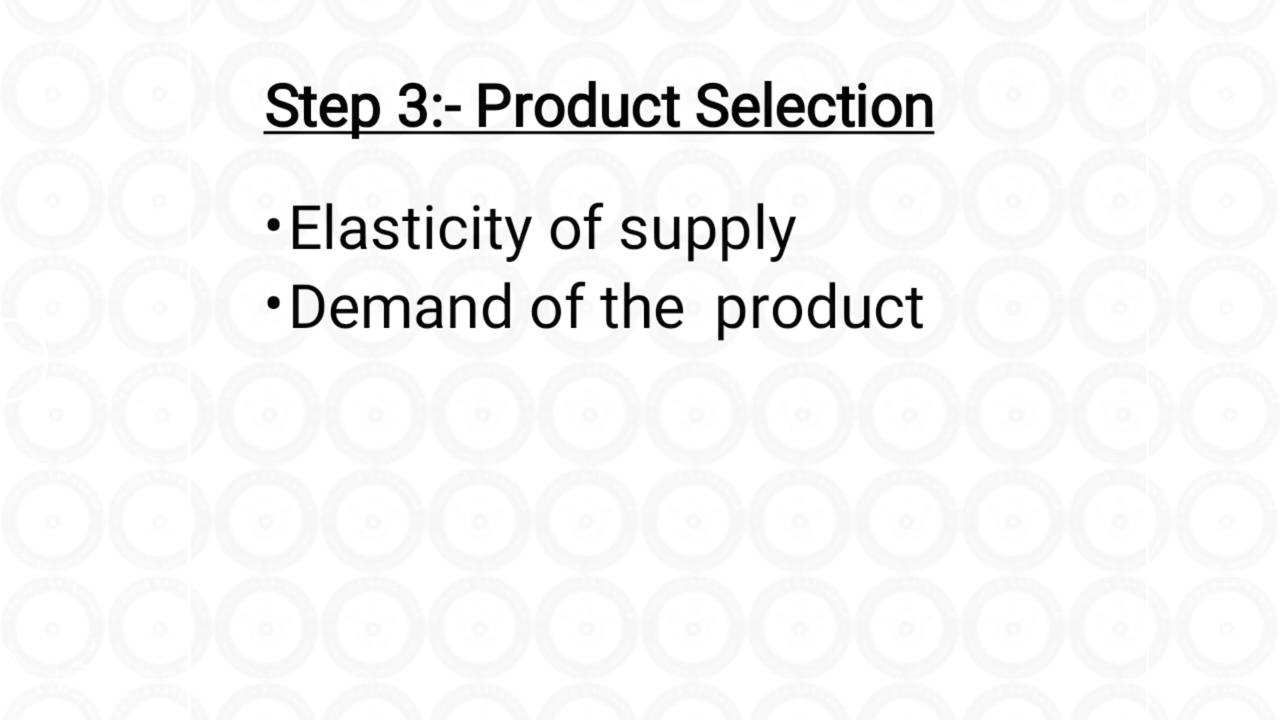 Step 3:- Product Selection
•Elasticity of supply
•Demand of the  product